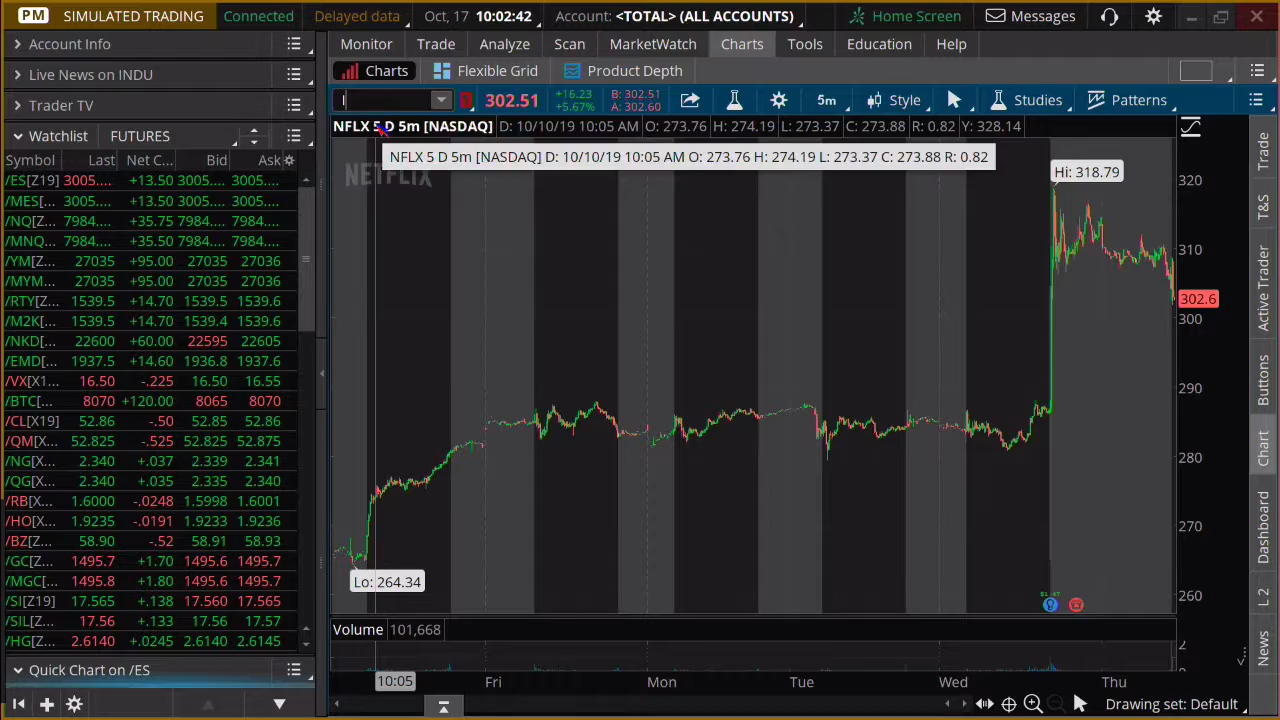 PM SIMULATED TRADING Connected Delayed data Oct, 17 10:02:42 Account: <TOTAL> (ALL ACCOUNTS) Home Screen Messages
Account Info
Live News on INDU
Trader TV
Watchlist FUTURES
Symbol Last Net C... Bid Ask
/ES[Z19] 3005.... +13.50 3005.... 3005....
/MES[... 3005.... +13.50 3005.... 3005....
/NQ[Z... 7984.... +35.75 7984.... 7984....
/MNQ... 7984.... +35.50 7984.... 7984....
/YM[Z... 27035 +95.00 27035 27036
/MYM... 27035 +95.00 27035 27036
/RTY[Z... 1539.5 +14.70 1539.5 1539.6
/M2K... 1539.5 +14.70 1539.4 1539.6
/NKD[... 22600 +60.00 22595 22605
/EMD[... 1937.5 +14.60 1936.8 1937.6
/VX[X1... 16.50 -.225 16.50 16.55
/BTC[... 8070 +120.00 8065 8070
/CL[X19] 52.86 -.50 52.85 52.86
/QM[... 52.825 -.525 52.825 52.875
/NG[X... 2.340 +.037 2.339 2.341
/QG[X... 2.340 +.035 2.335 2.340
/RB[X... 1.6000 -.0248 1.5998 1.6001
/HO[X... 1.9235 -.0191 1.9233 1.9236
/BZ[Z... 58.90 -.52 58.91 58.93
/GC[Z... 1495.7 +1.70 1495.6 1495.7
/MGC[... 1495.8 +1.80 1495.6 1495.7
/SI[Z19] 17.565 +.138 17.560 17.565
/SIL[Z... 17.56 +.133 17.56 17.57
/HG[Z... 2.6140 +.0245 2.6140 2.6145
Quick Chart on /ES
Monitor Trade Analyze Scan MarketWatch Charts Tools Education Help
Charts Flexible Grid Product Depth
302.51 +16.23 +5.67% B: 302.51 A: 302.60 5m Style Studies Patterns
NFLX 5 D 5m [NASDAQ] D: 10/10/19 10:05 AM O: 273.76 H: 274.19 L: 273.37 C: 273.88 R: 0.82 Y: 328.14
NFLX 5 D 5m [NASDAQ] D: 10/10/19 10:05 AM O: 273.76 H: 274.19 L: 273.37 C: 273.88 R: 0.82
NETFLIX
Hi: 318.79
320
310
302.6
300
290
280
270
260
Lo: 264.34
Volume 101,668
2
10:05 Fri Mon Tue Wed Thu
Drawing set: Default
Trade
T&S
Active Trader
Buttons
Chart
Dashboard
L 2
News